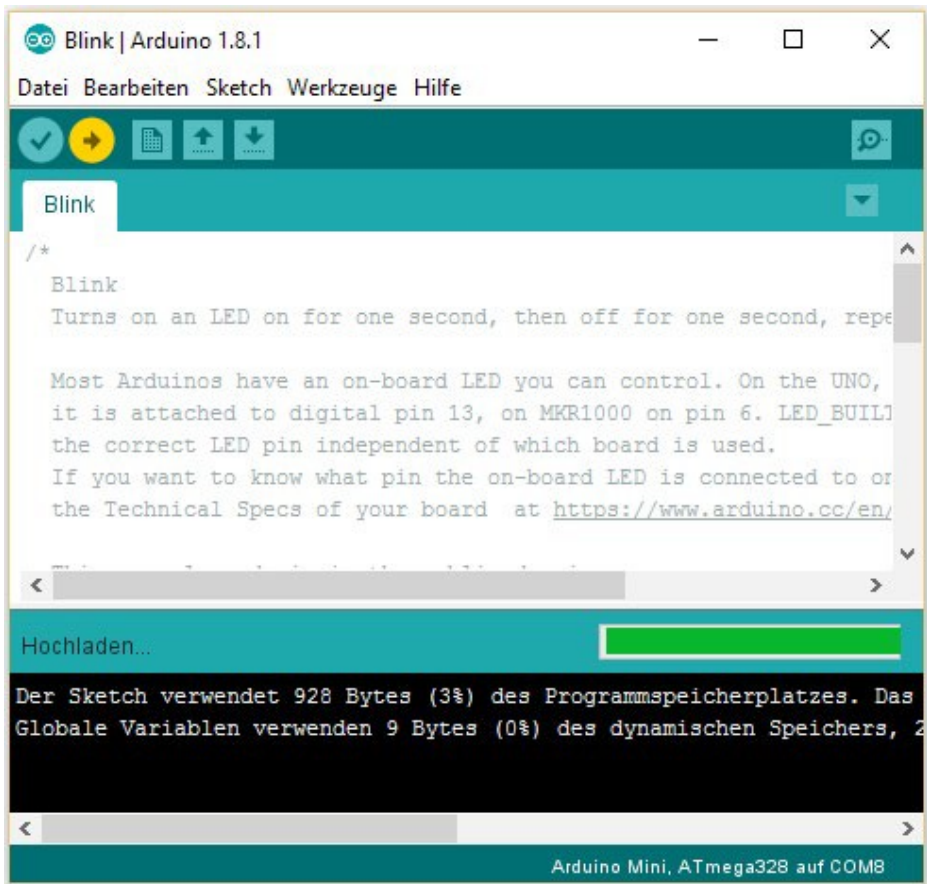 Blink | Arduino 1.8.1
Datei Bearbeiten Sketch Werkzeuge Hilfe
Blink
/*
Blink
Turns on an LED on for one second, then off for one second, repe
Most Arduinos have an on-board LED you can control. On the UNO,
it is attached to digital pin 13, on MKR1000 on pin 6. LED_BUILT
the correct LED pin independent of which board is used.
If you want to know what pin the on-board LED is connected to or
the Technical Specs of your board at https://www.arduino.cc/en/
Hochladen...
Der Sketch verwendet 928 Bytes (3%) des Programmspeicherplatzes. Das
Globale Variablen verwenden 9 Bytes (0%) des dynamischen Speichers, 2
Arduino Mini, ATmega328 auf COM8